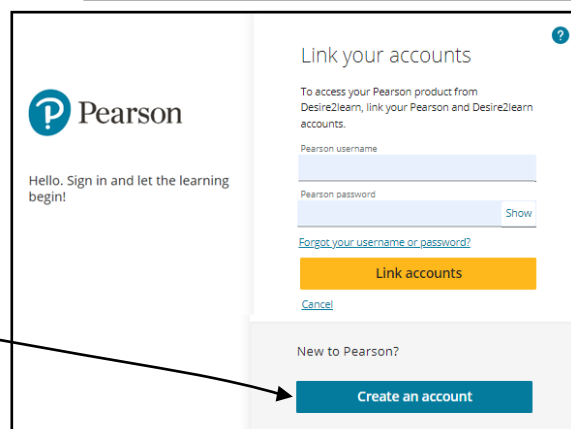 Pearson
Hello. Sign in and let the learning
begin!
?
Link your accounts
To access your Pearson product from
Desire2learn, link your Pearson and Desire2learn
accounts.
Pearson username
Pearson password
Show
Forgot your username or password?
Link accounts
Cancel
New to Pearson?
Create an account